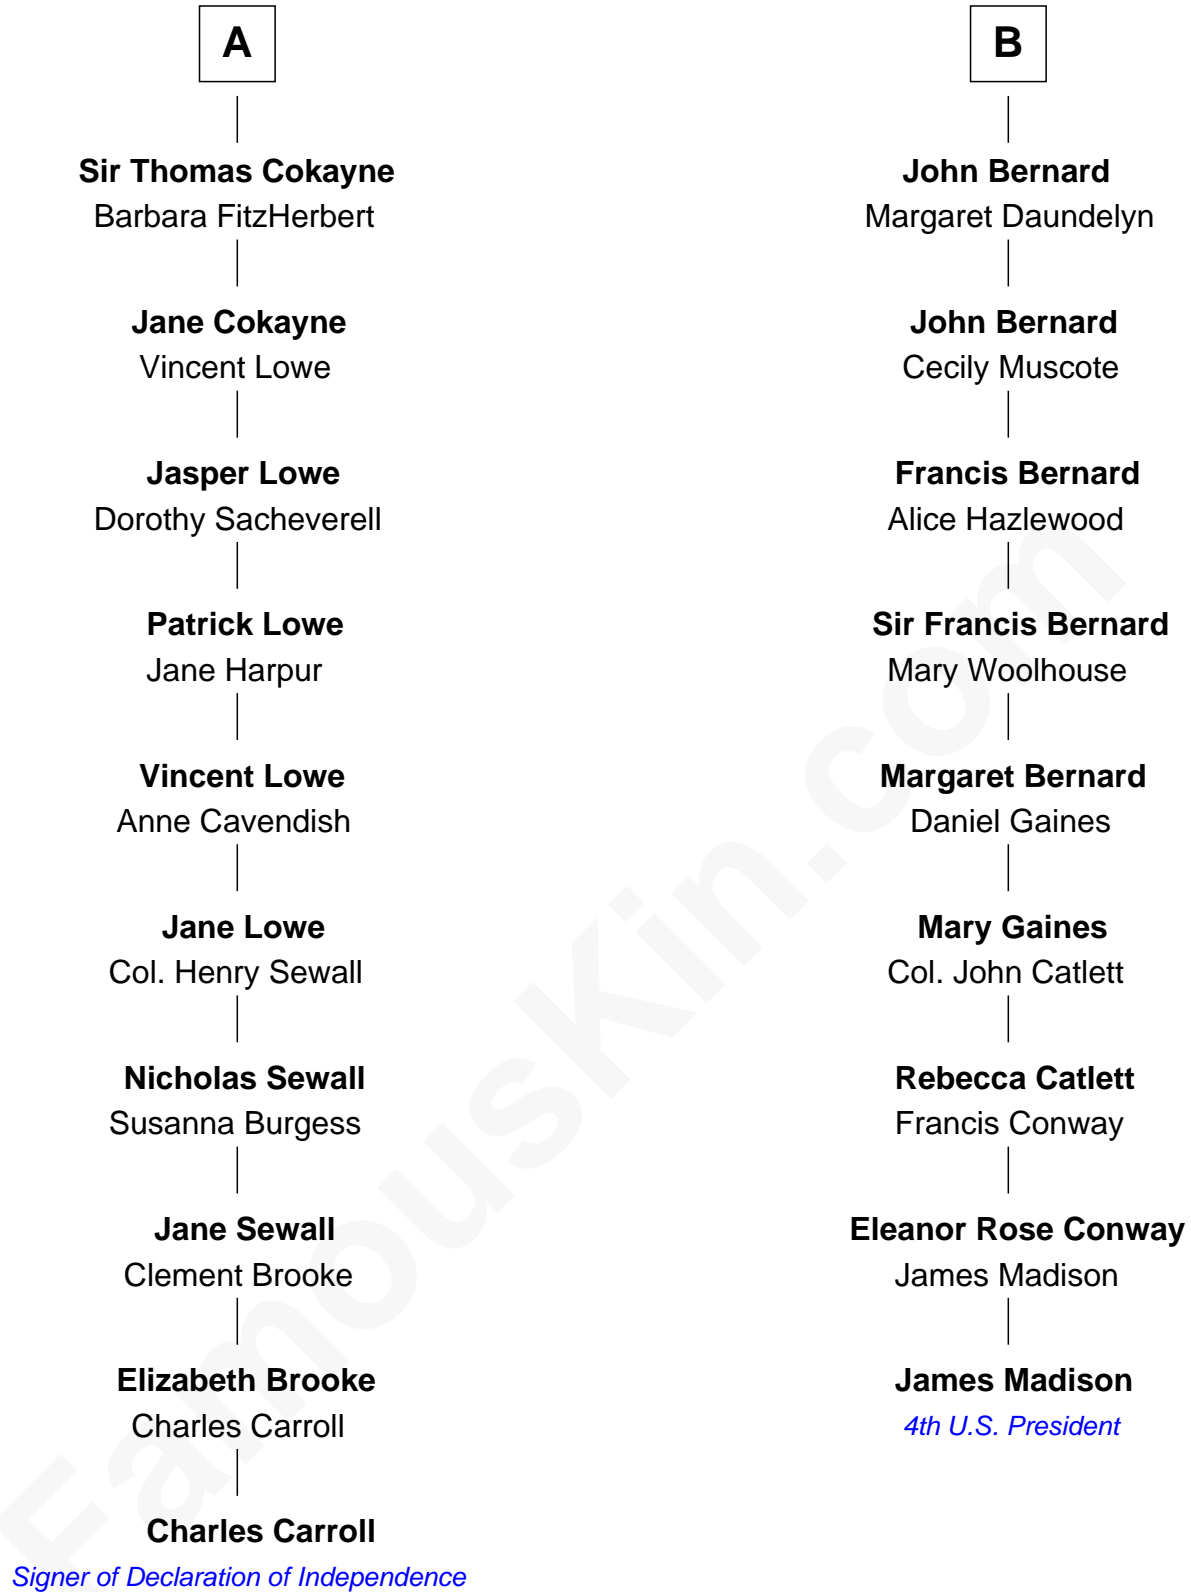 A
Sir Thomas Cokayne
Barbara FitzHerbert
Jane Cokayne
Vincent Lowe
Jasper Lowe
Dorothy Sacheverell
Patrick Lowe
Jane Harpur
Vincent Lowe
Anne Cavendish
Jane Lowe
Col. Henry Sewall
Nicholas Sewall
Susanna Burgess
Jane Sewall
Clement Brooke
Elizabeth Brooke
Charles Carroll
Charles Carroll
Signer of Declaration of Independence
B
John Bernard
Margaret Daundelyn
John Bernard
Cecily Muscote
Francis Bernard
Alice Hazlewood
Sir Francis Bernard
Mary Woolhouse
Margaret Bernard
Daniel Gaines
Mary Gaines
Col. John Catlett
Rebecca Catlett
Francis Conway
Eleanor Rose Conway
James Madison
James Madison
4th U.S. President
FamousKin.com